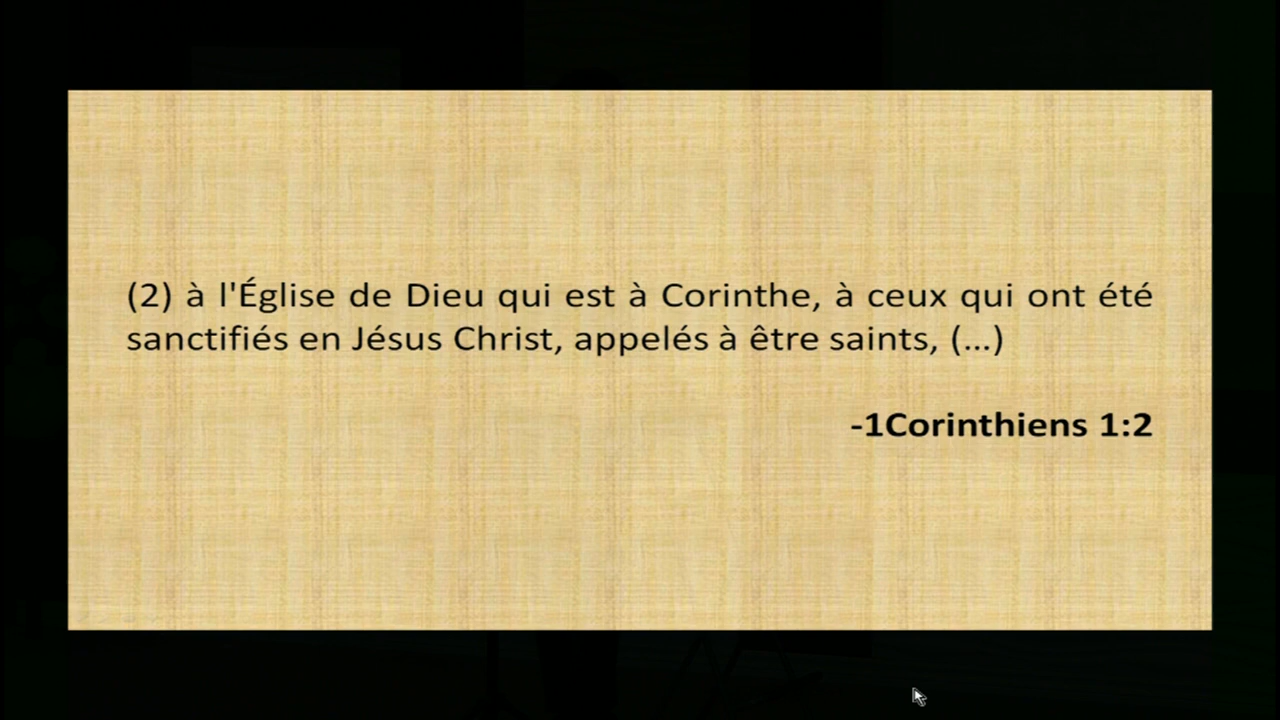 (2) à l'Église de Dieu qui est à Corinthe, à ceux qui ont été
sanctifiés en Jésus Christ, appelés à être saints, (...)
-1Corinthiens 1:2